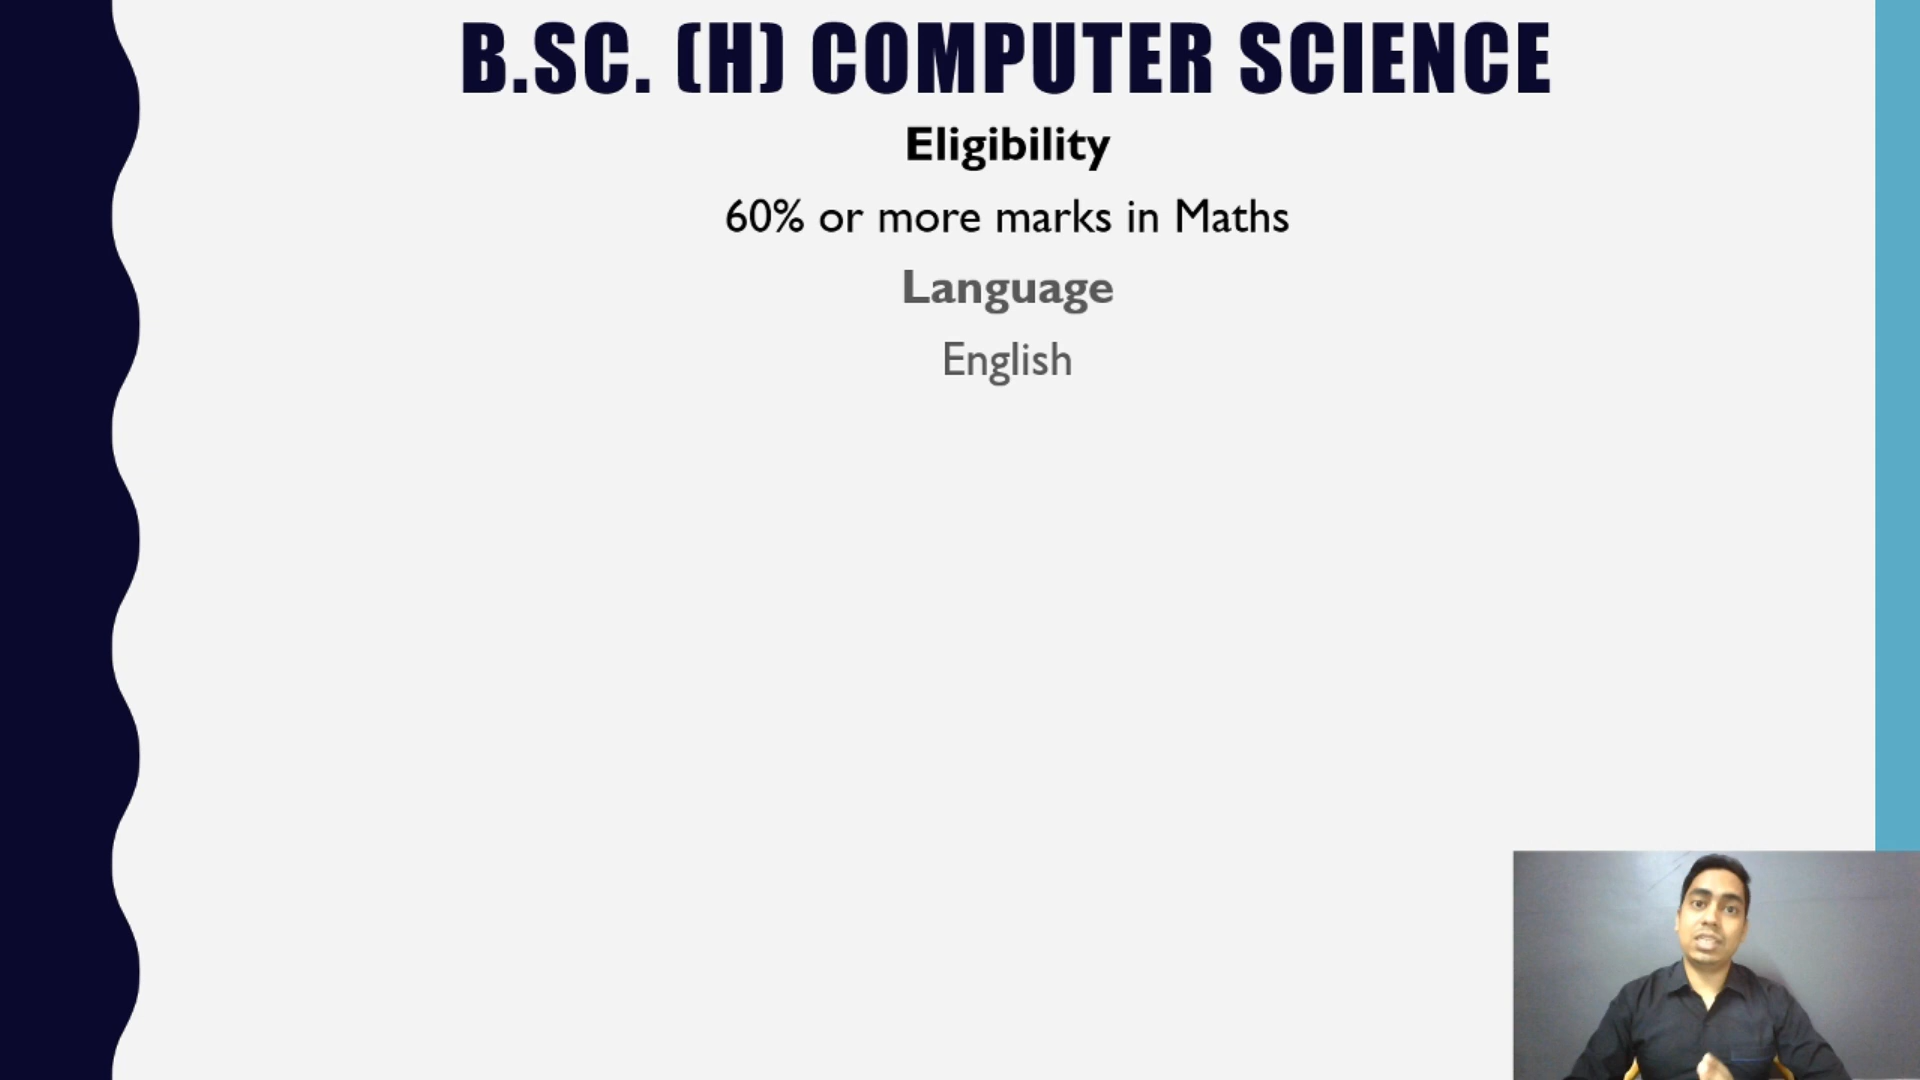 B.SC. (H) COMPUTER SCIENCE
Eligibility
60% or more marks in Maths
Language
English